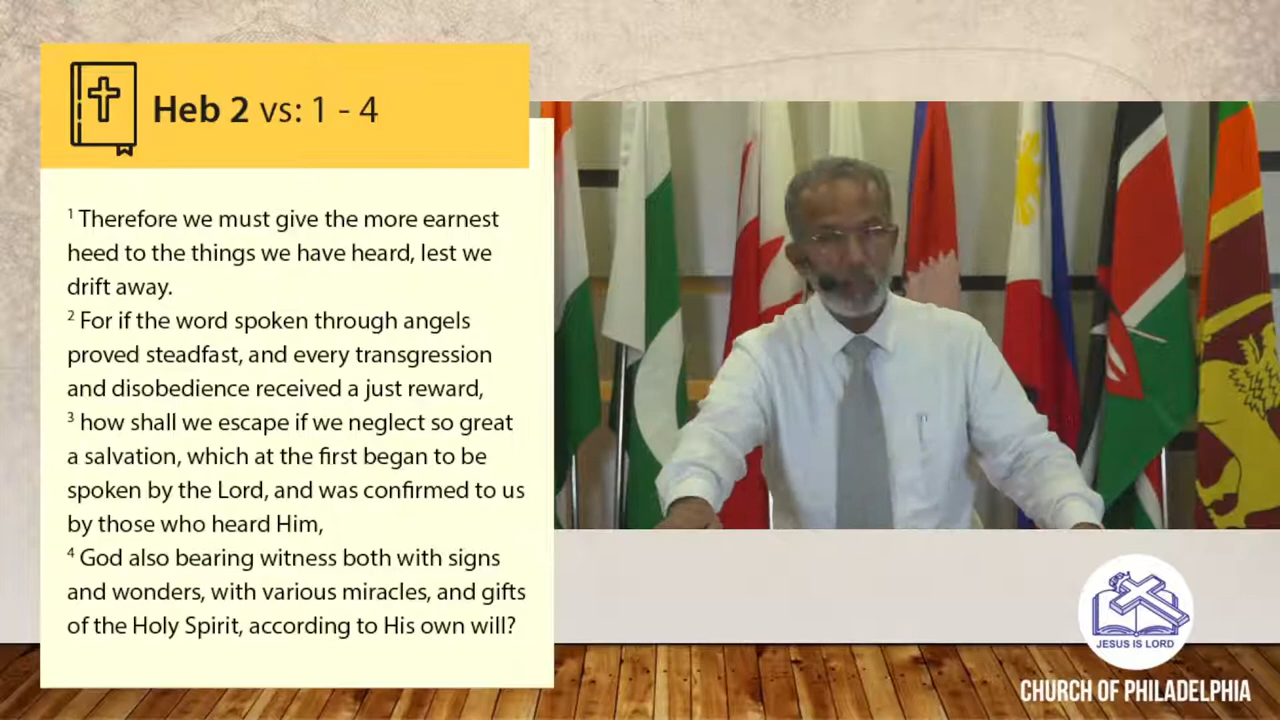 Heb 2 vs: 1 - 4
1 Therefore we must give the more earnest
heed to the things we have heard, lest we
drift away.
2 For if the word spoken through angels
proved steadfast, and every transgression
and disobedience received a just reward,
3 how shall we escape if we neglect so great
a salvation, which at the first began to be
spoken by the Lord, and was confirmed to us
by those who heard Him,
4 God also bearing witness both with signs
and wonders, with various miracles, and gifts
of the Holy Spirit, according to His own will?
JESUS IS LORD
CHURCH OF PHILADELPHIA